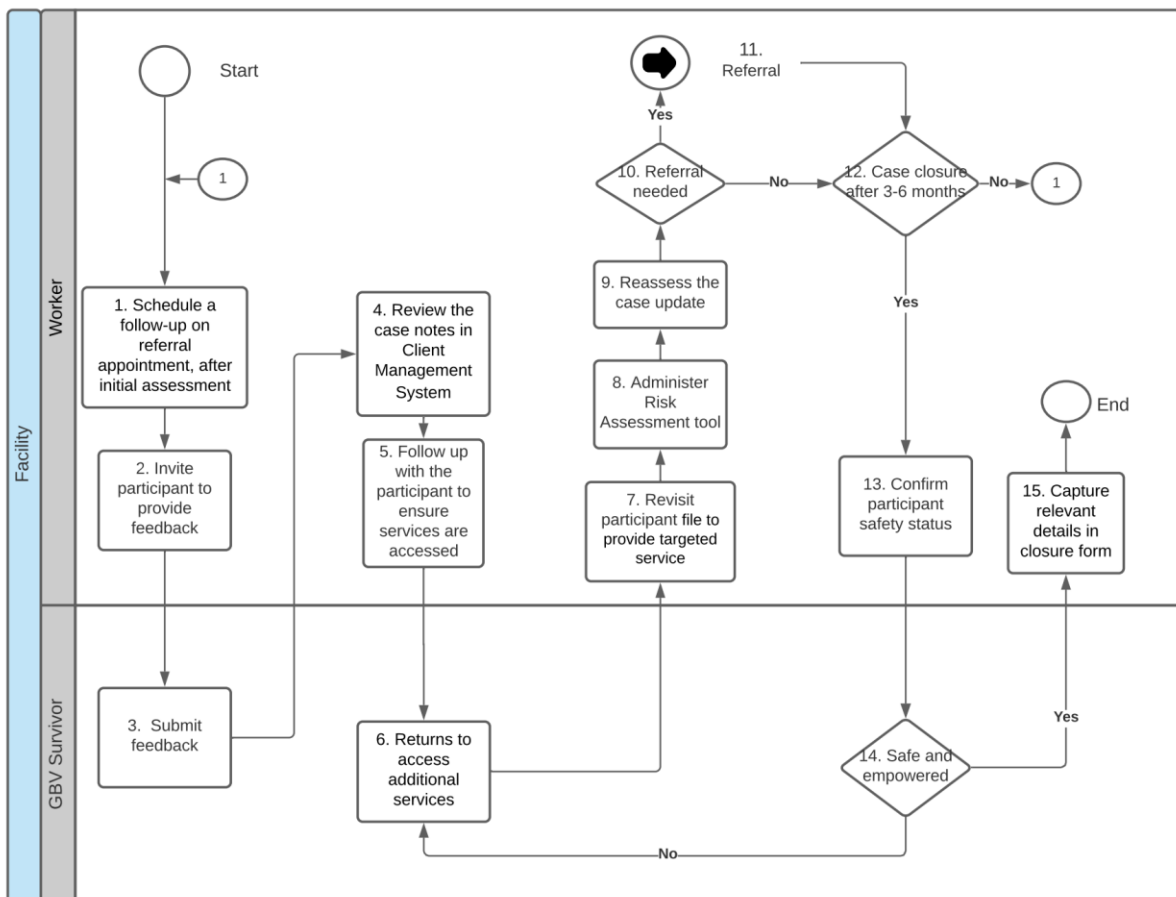 Facility
Worker
GBV Survivor
Start
1
1. Schedule a
follow-up on
referral
appointment, after
initial assessment
2. Invite
participant to
provide
feedback
3. Submit
feedback
4. Review the
case notes in
Client
Management
System
5. Follow up
with the
participant to
ensure
services are
accessed
6. Returns to
access
additional
services
7. Revisit
participant file to
provide targeted
service
8. Administer
Risk
Assessment tool
9. Reassess the
case update
10. Referral
needed
Yes
No
11.
Referral
12. Case closure
after 3-6 months
No
1
Yes
13. Confirm
participant
safety status
14. Safe and
empowered
No
Yes
15. Capture
relevant
details in
closure form
End